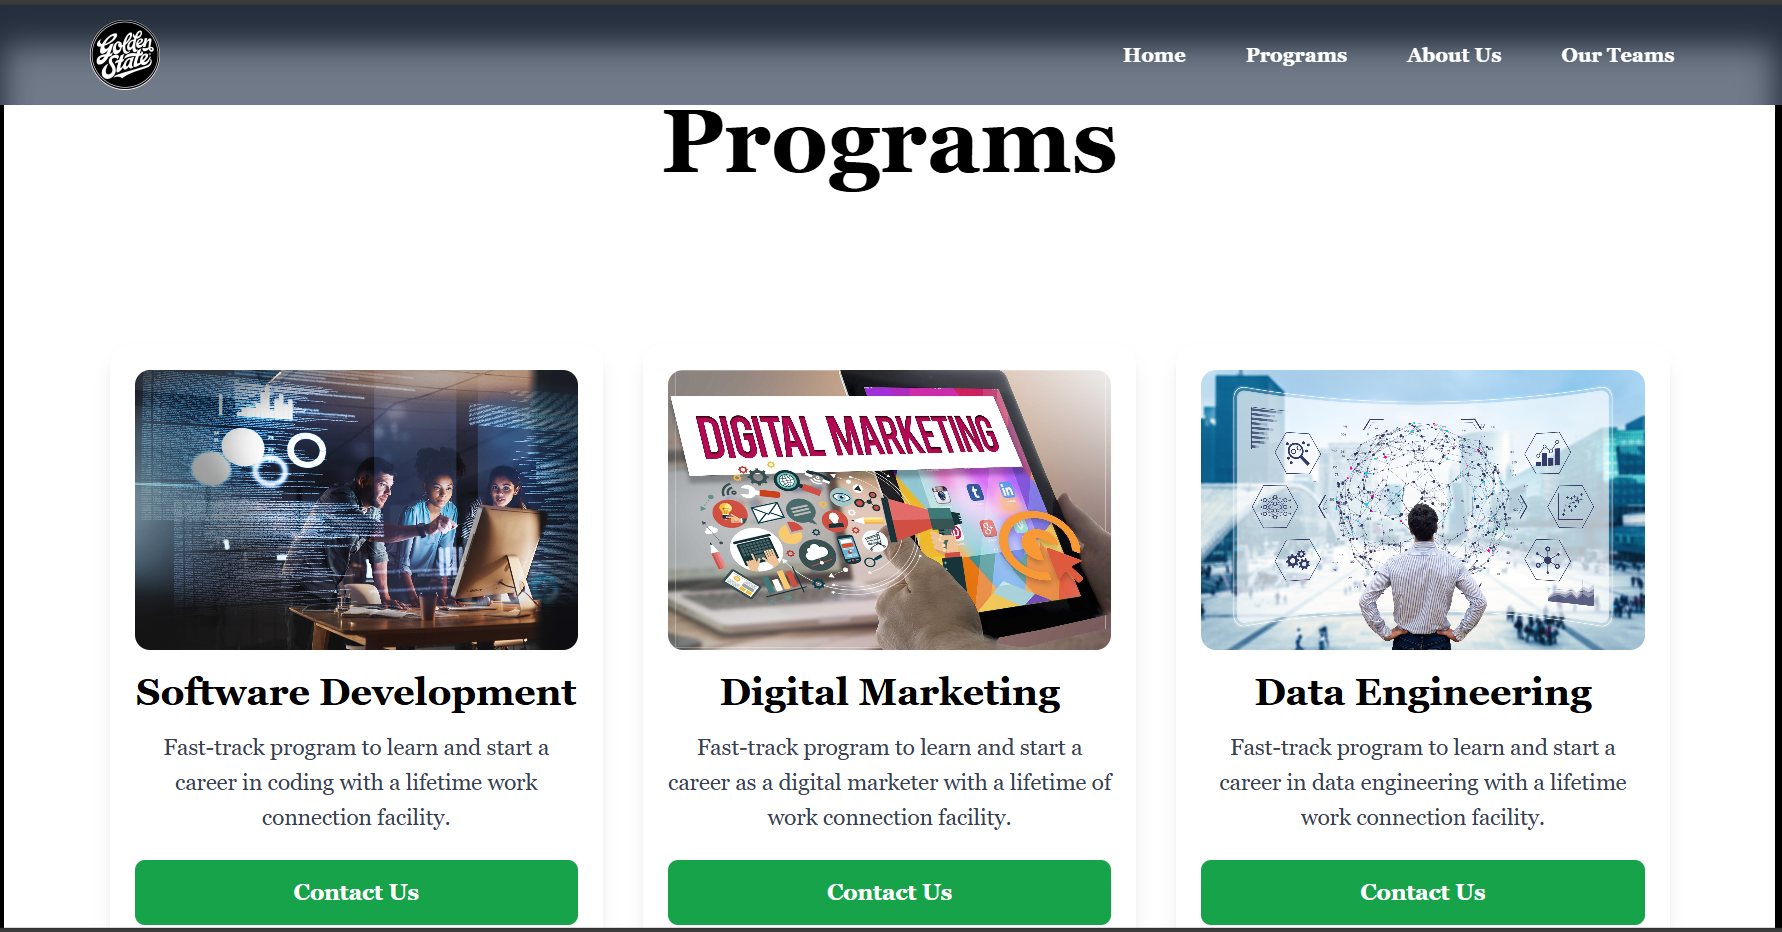 Golden
State
Home Programs About Us Our Teams
Programs
DIGITAL MARKETING
Software Development
Fast-track program to learn and start a
career in coding with a lifetime work
connection facility.
Contact Us
Digital Marketing
Fast-track program to learn and start a
career as a digital marketer with a lifetime of
work connection facility.
Contact Us
Data Engineering
Fast-track program to learn and start a
career in data engineering with a lifetime
work connection facility.
Contact Us